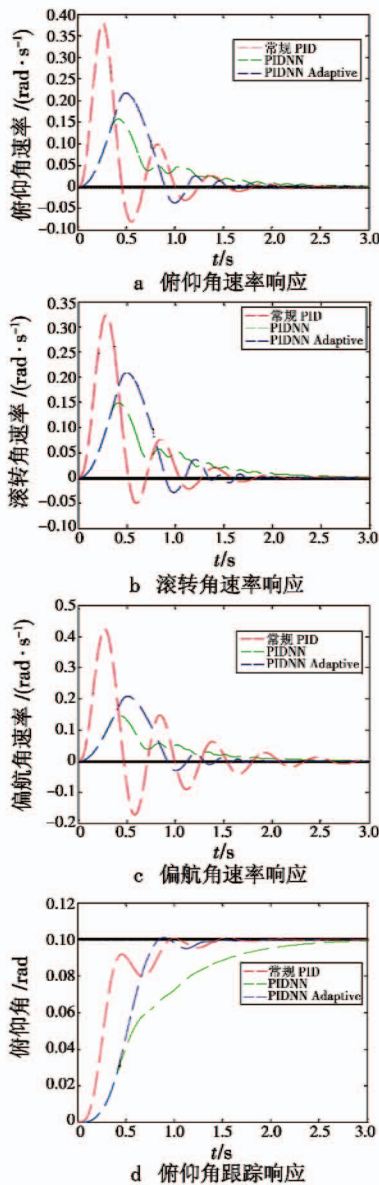 0.40
0.35
0.30
0.25
0.20
0.15
0.10
0.05
0
−0.05
−0.10
俯仰角速率 /(rad · s⁻¹)
常规 PID
PIDNN
PIDNN Adaptive
0 0.5 1.0 1.5 2.0 2.5 3.0
t/s
a 俯仰角速率响应
0.35
0.30
0.25
0.20
0.15
0.10
0.05
0
−0.05
−0.10
滚转角速率 /(rad · s⁻¹)
常规 PID
PIDNN
PIDNN Adaptive
0 0.5 1.0 1.5 2.0 2.5 3.0
t/s
b 滚转角速率响应
0.5
0.4
0.3
0.2
0.1
0
−0.1
−0.2
偏航角速率 /(rad · s⁻¹)
常规 PID
PIDNN
PIDNN Adaptive
0 0.5 1.0 1.5 2.0 2.5 3.0
t/s
c 偏航角速率响应
0.12
0.10
0.08
0.06
0.04
0.02
0
俯仰角 /rad
常规 PID
PIDNN
PIDNN Adaptive
0 0.5 1.0 1.5 2.0 2.5 3.0
t/s
d 俯仰角跟踪响应